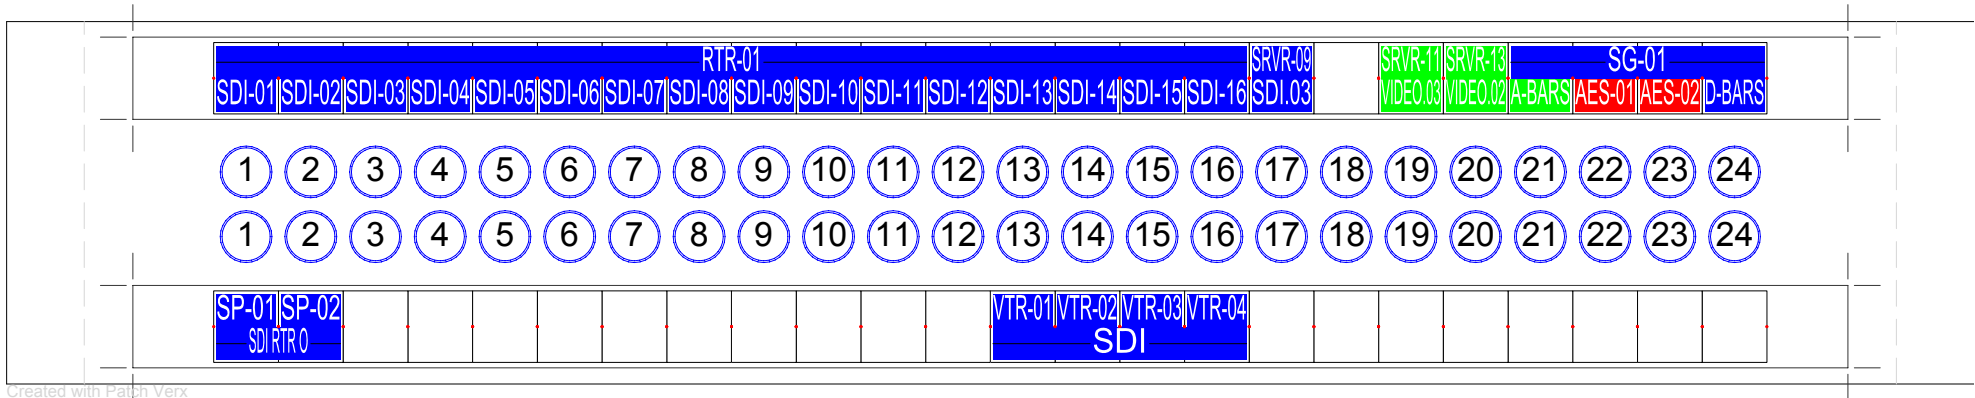 RTR-01 SRVR-09 SRVR-11 SRVR-13 SG-01
SDI-01 SDI-02 SDI-03 SDI-04 SDI-05 SDI-06 SDI-07 SDI-08 SDI-09 SDI-10 SDI-11 SDI-12 SDI-13 SDI-14 SDI-15 SDI-16 SDI.03 VIDEO.03 VIDEO.02 A-BARS AES-01 AES-02 D-BARS
1 2 3 4 5 6 7 8 9 10 11 12 13 14 15 16 17 18 19 20 21 22 23 24
1 2 3 4 5 6 7 8 9 10 11 12 13 14 15 16 17 18 19 20 21 22 23 24
SP-01 SP-02 VTR-01 VTR-02 VTR-03 VTR-04
SDI RTR O SDI
Created with Patch Verx